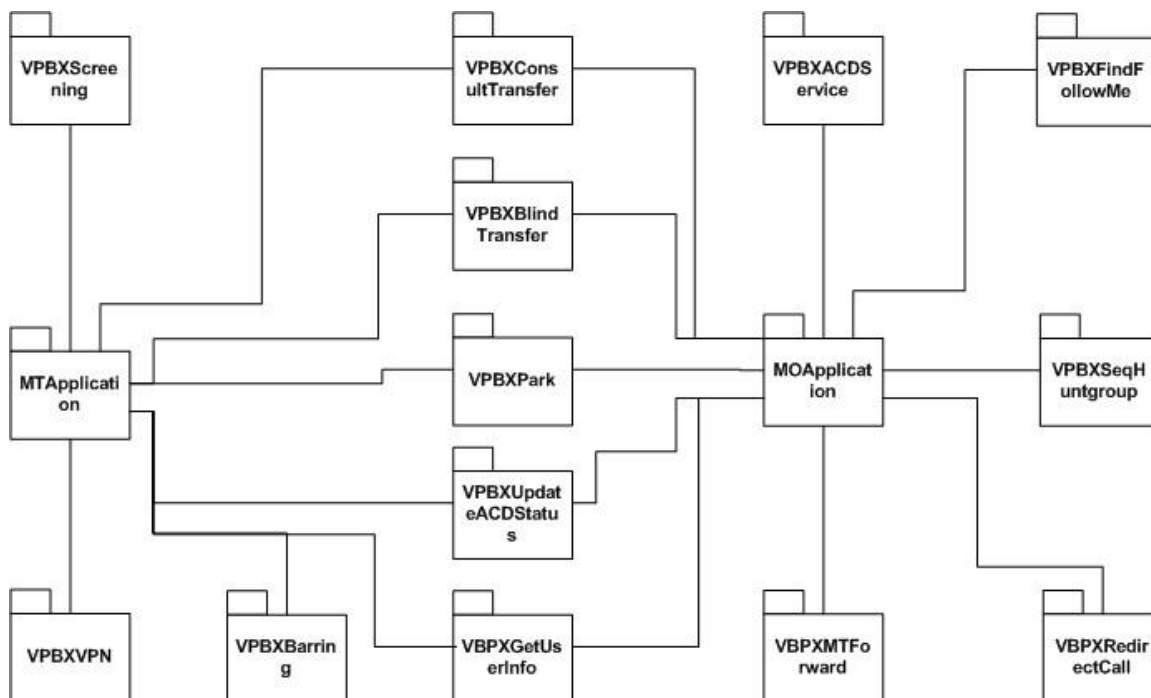 VPBXScree
ning
VPBXCons
ultTransfer
VPBXACDS
ervice
VPBXFindF
ollowMe
VPBXBlind
Transfer
MTApplicati
on
VPBXPark
MOApplicat
ion
VPBXSeqH
untgroup
VPBXUpdat
eACDStatu
s
VPBXVPN
VPBXBarrin
g
VBPXGetUs
erInfo
VBPXMTFo
rward
VBPXRedir
ectCall